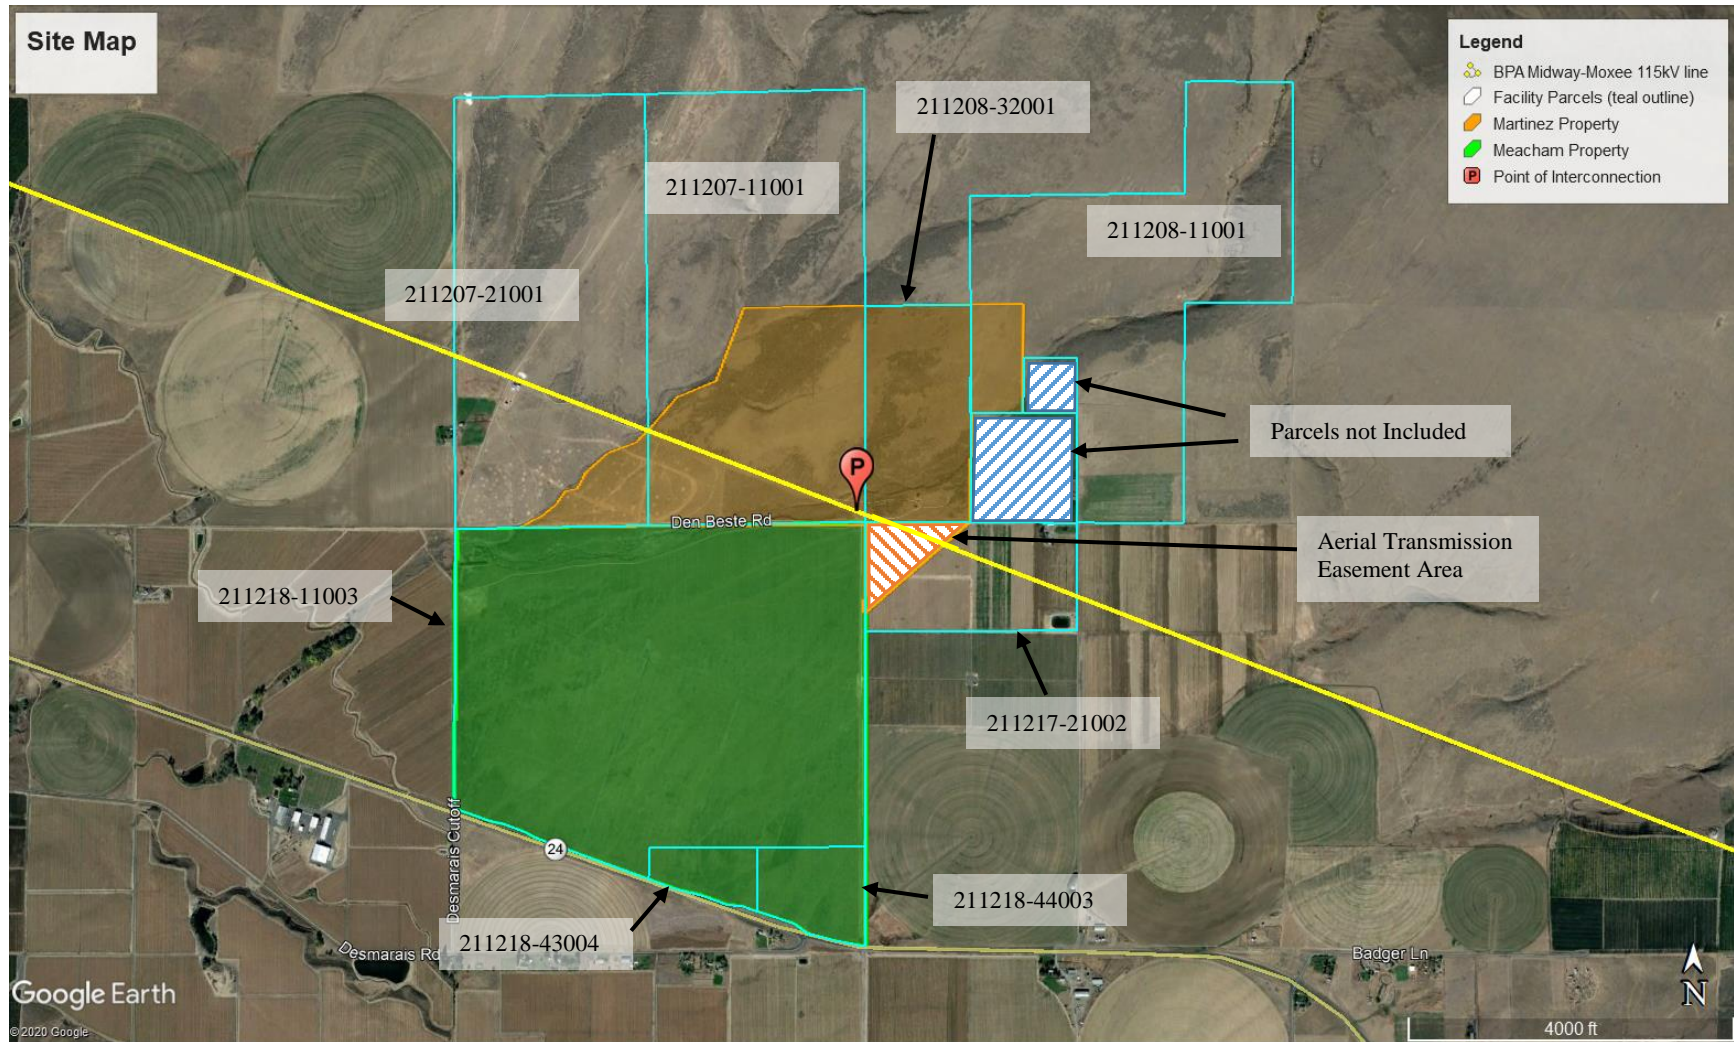 Site Map
Legend
BPA Midway-Moxee 115kV line
Facility Parcels (teal outline)
Martinez Property
Meacham Property
P
Point of Interconnection
211208-32001
211207-11001
211208-11001
211207-21001
Parcels not Included
P
Den Beste Rd
Aerial Transmission
Easement Area
211218-11003
211217-21002
Desmarais Cutoff
24
211218-44003
211218-43004
Desmarais Rd
Badger Ln
N
Google Earth
© 2020 Google
4000 ft